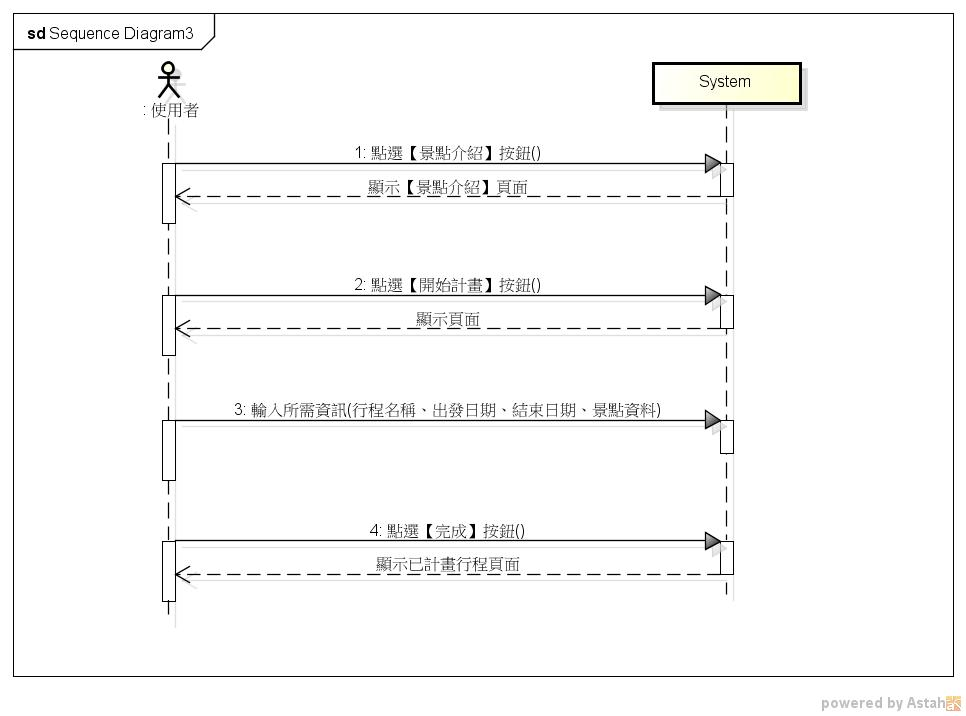 sd Sequence Diagram3
: 使用者
System
1: 點選【景點介紹】按鈕()
顯示【景點介紹】頁面
2: 點選【開始計畫】按鈕()
顯示頁面
3: 輸入所需資訊(行程名稱、出發日期、結束日期、景點資料)
4: 點選【完成】按鈕()
顯示已計畫行程頁面
powered by Astah